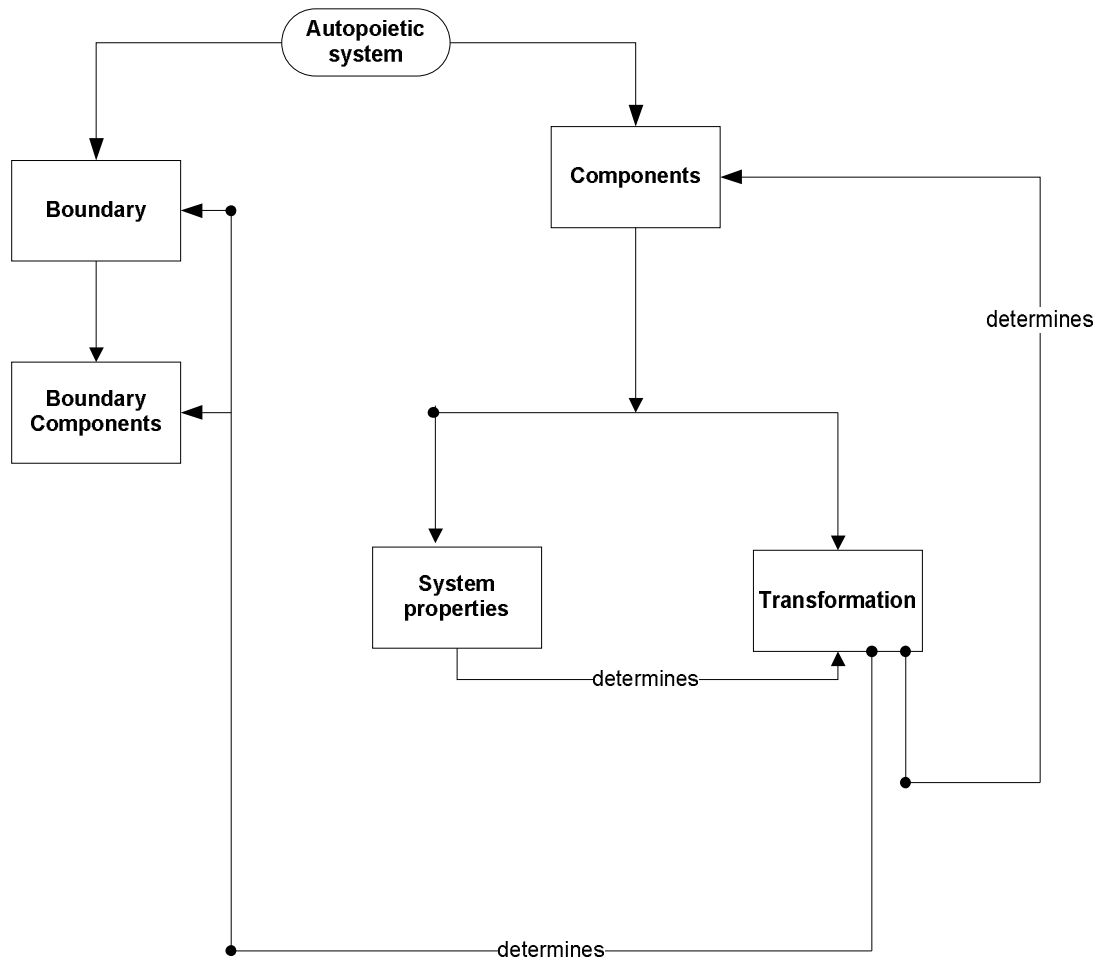 Autopoietic
system
Components
Boundary
determines
Boundary
Components
System
properties
Transformation
determines
determines